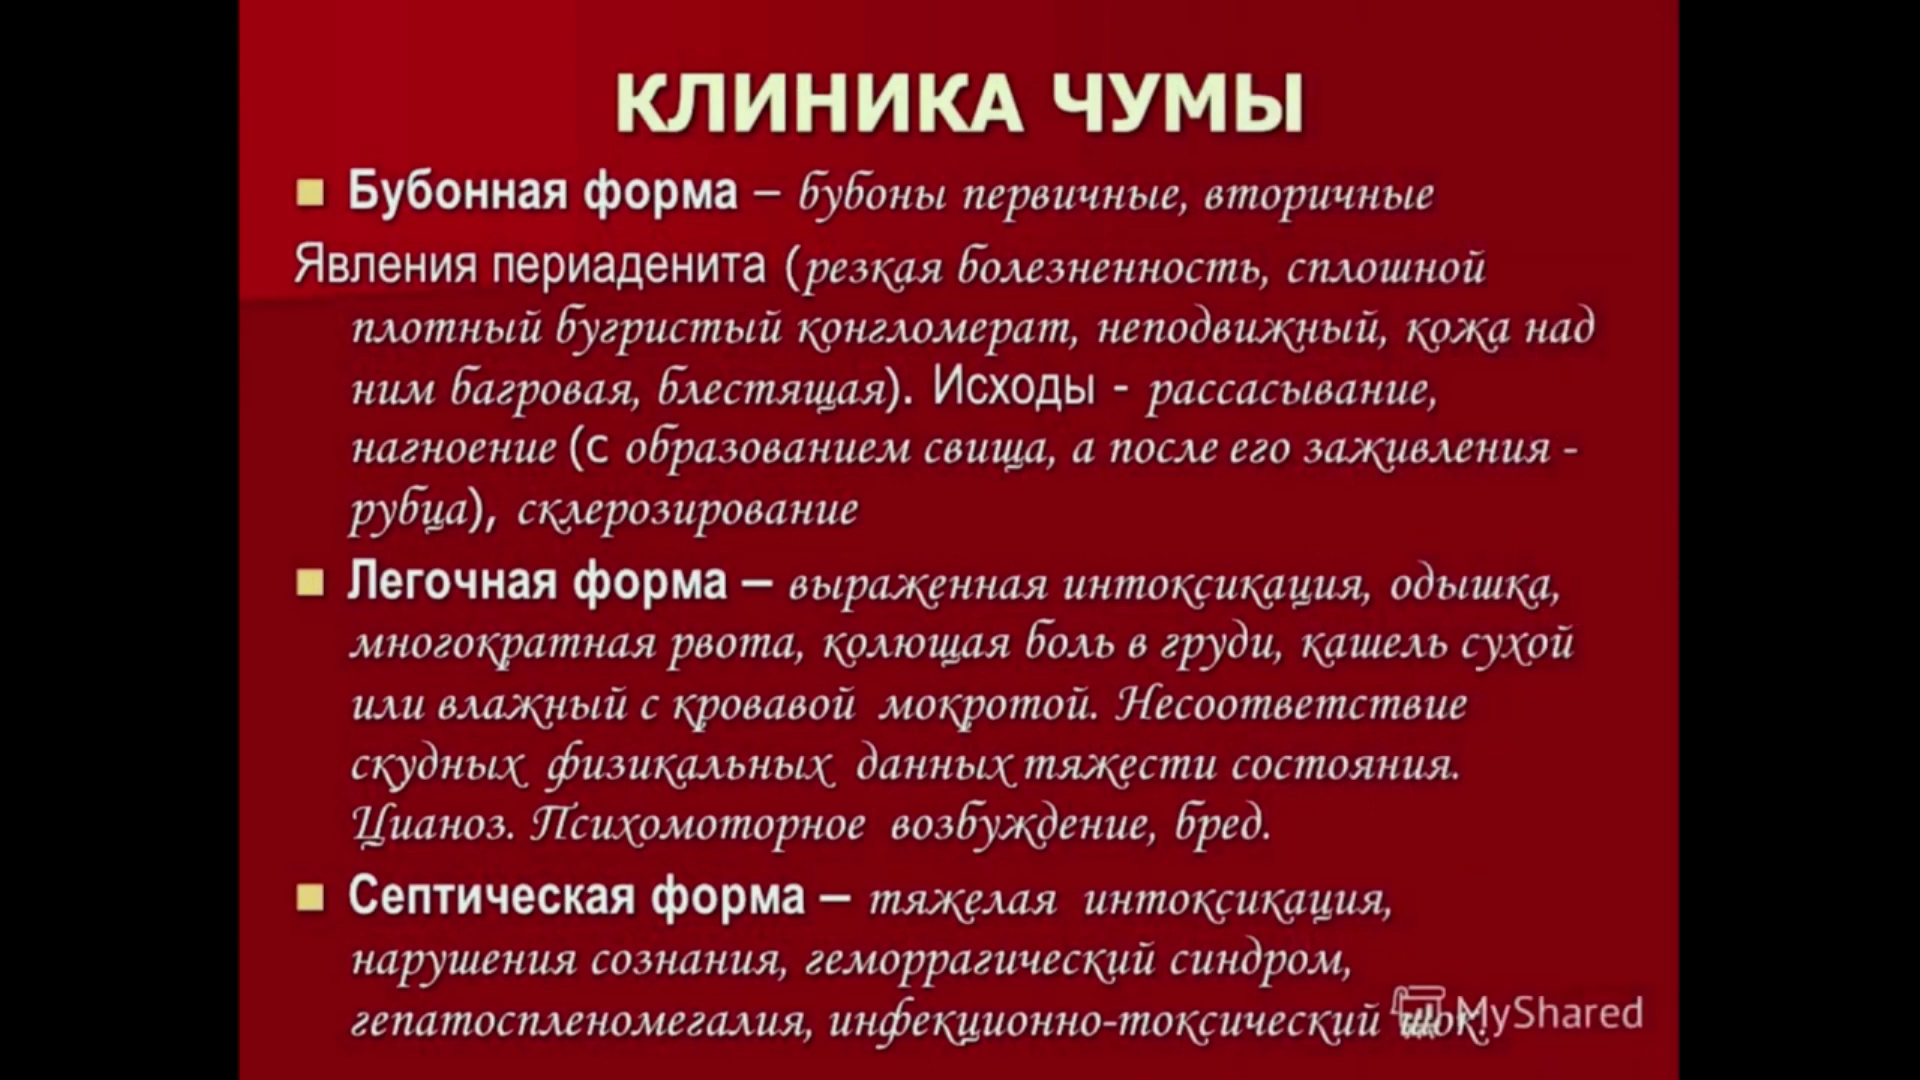 КЛИНИКА ЧУМЫ
Бубонная форма – бубоны первичные, вторичные
Явления периаденита (резкая болезненность, сплошной
плотный бугристый конгломерат, неподвижный, кожа над
ним багровая, блестящая). Исходы - рассасывание,
нагноение (с образованием свища, а после его заживления -
рубца), склерозирование
Легочная форма – выраженная интоксикация, одышка,
многократная рвота, колющая боль в груди, кашель сухой
или влажный с кровавой мокротой. Несоответствие
скудных физикальных данных тяжести состояния.
Цианоз. Психомоторное возбуждение, бред.
Септическая форма – тяжелая интоксикация,
нарушения сознания, геморрагический синдром,
гепатоспленомегалия, инфекционно-токсический шок.
MyShared